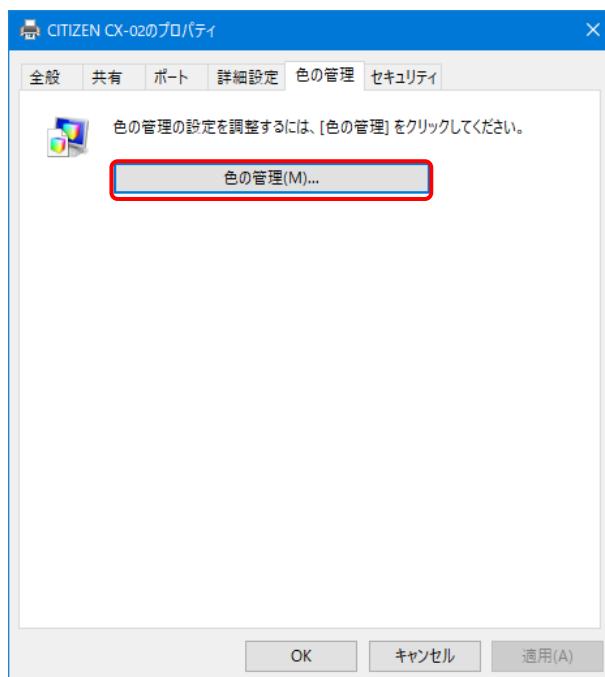 CITIZEN CX-02のプロパティ
全般 共有 ポート 詳細設定 色の管理 セキュリティ
色の管理の設定を調整するには、[色の管理] をクリックしてください。
色の管理(M)...
OK キャンセル 適用(A)